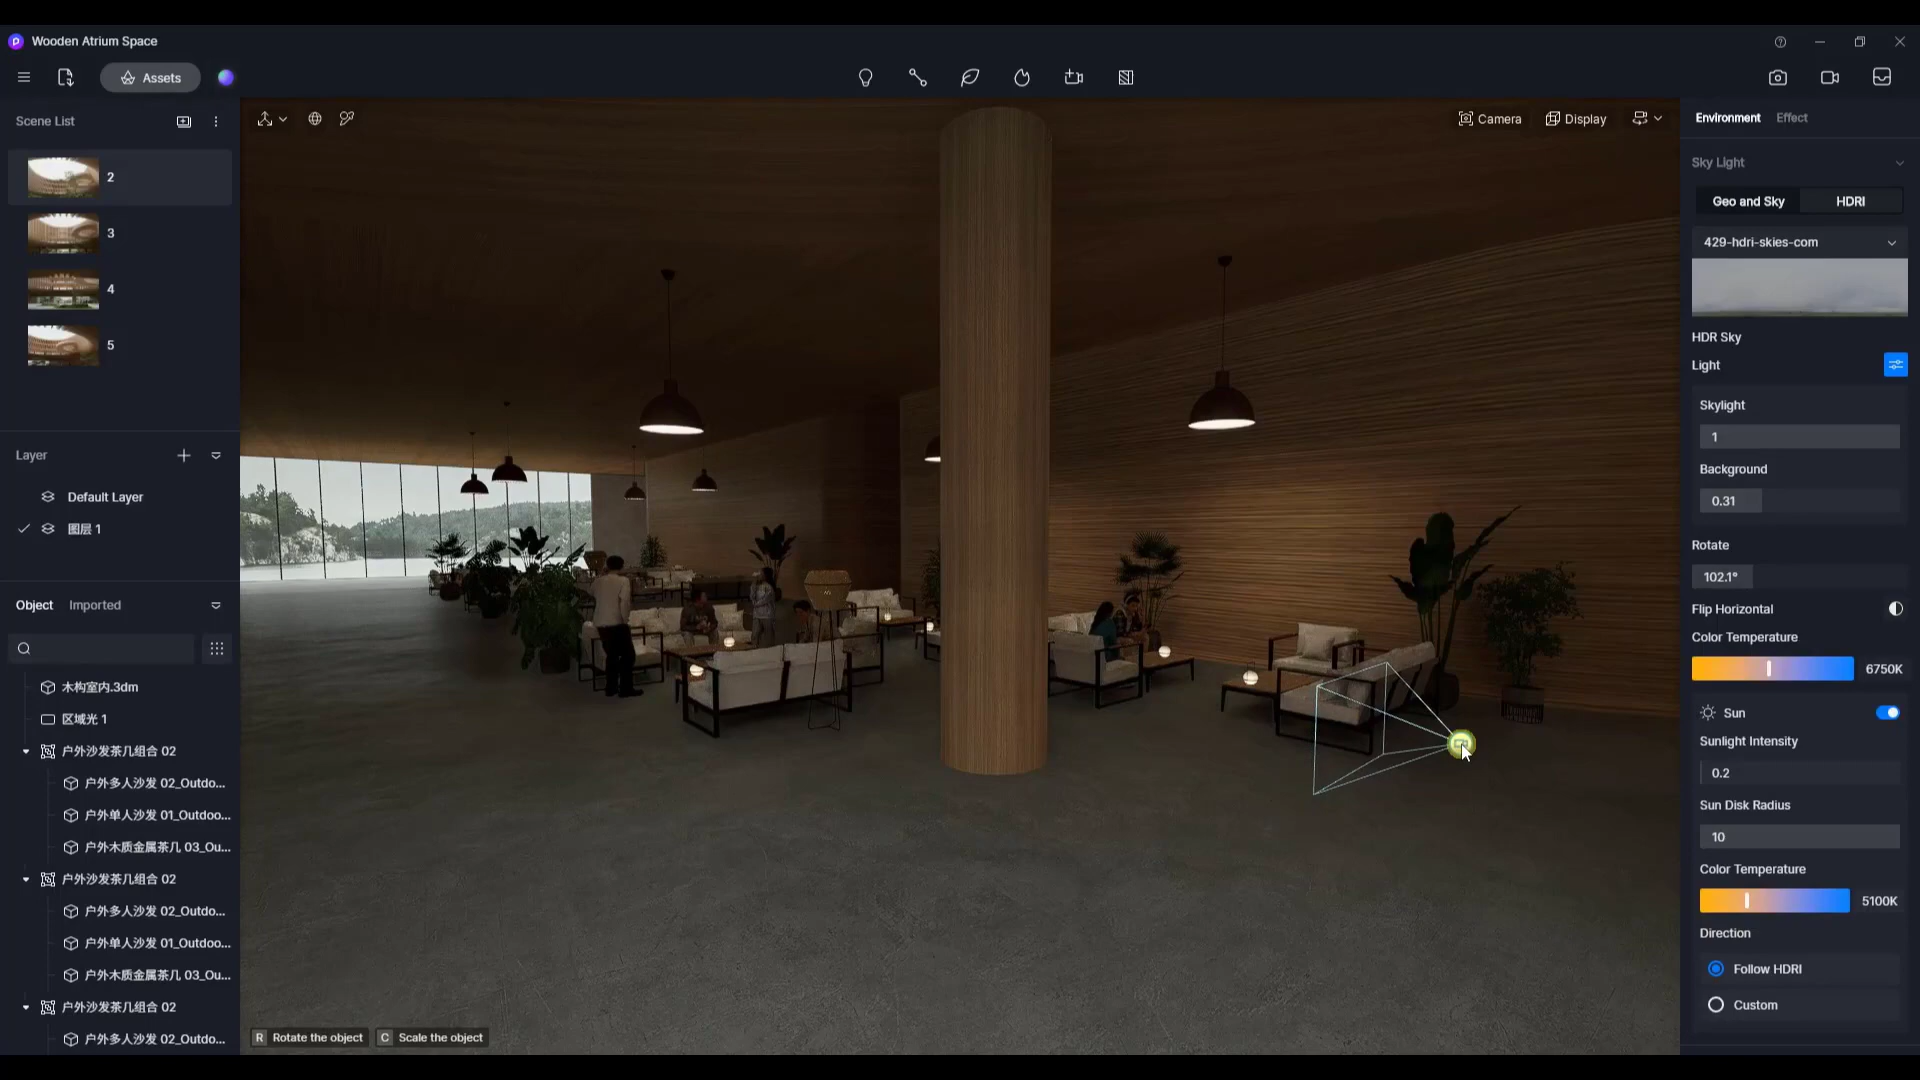 Wooden Atrium Space
Assets
Scene List
2
3
4
5
Layer
Default Layer
图层 1
Object
Imported
木构室内.3dm
区域光 1
户外沙发茶几组合 02
户外多人沙发 02_Outdo...
户外单人沙发 01_Outdoo...
户外木质金属茶几 03_Ou...
户外沙发茶几组合 02
户外多人沙发 02_Outdo...
户外单人沙发 01_Outdoo...
户外木质金属茶几 03_Ou...
户外沙发茶几组合 02
户外多人沙发 02_Outdo...
Camera
Display
R Rotate the object
C Scale the object
Environment
Effect
Sky Light
Geo and Sky
HDRI
429-hdri-skies-com
HDR Sky
Light
Skylight
1
Background
0.31
Rotate
102.1°
Flip Horizontal
Color Temperature
6750K
Sun
Sunlight Intensity
0.2
Sun Disk Radius
10
Color Temperature
5100K
Direction
Follow HDRI
Custom